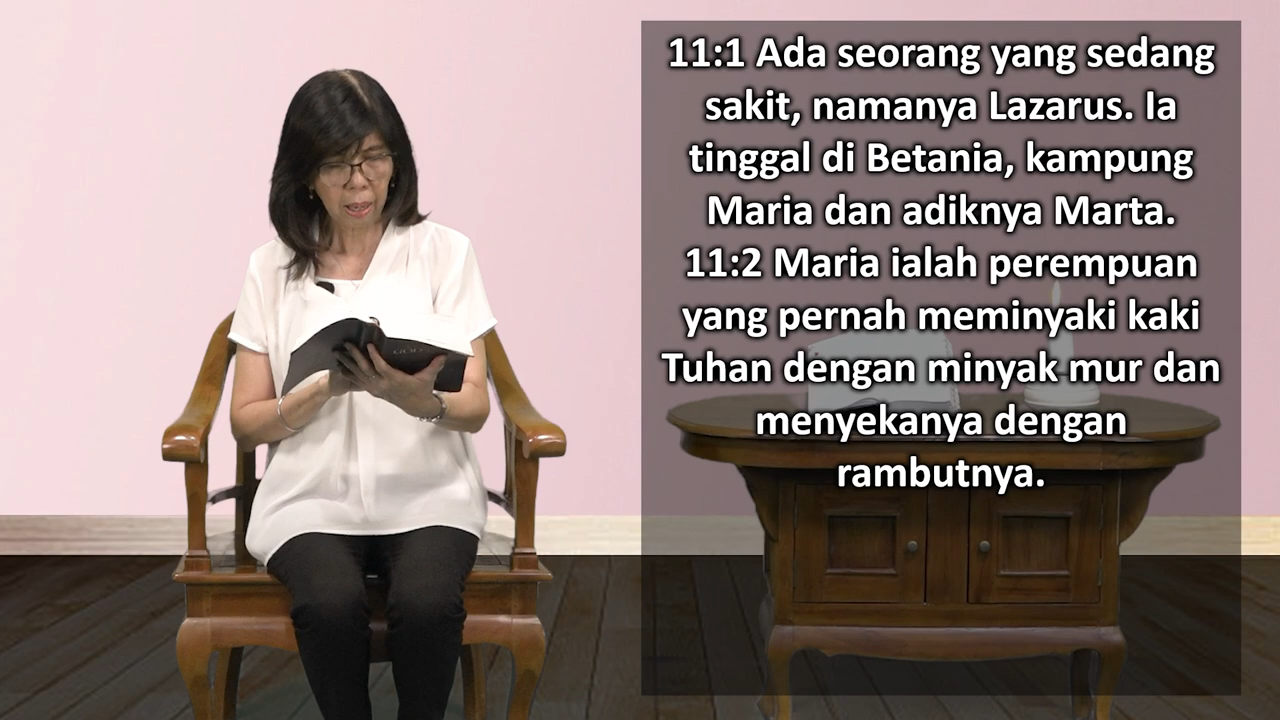 11:1 Ada seorang yang sedang
sakit, namanya Lazarus. Ia
tinggal di Betania, kampung
Maria dan adiknya Marta.
11:2 Maria ialah perempuan
yang pernah meminyaki kaki
Tuhan dengan minyak mur dan
menyekanya dengan
rambutnya.